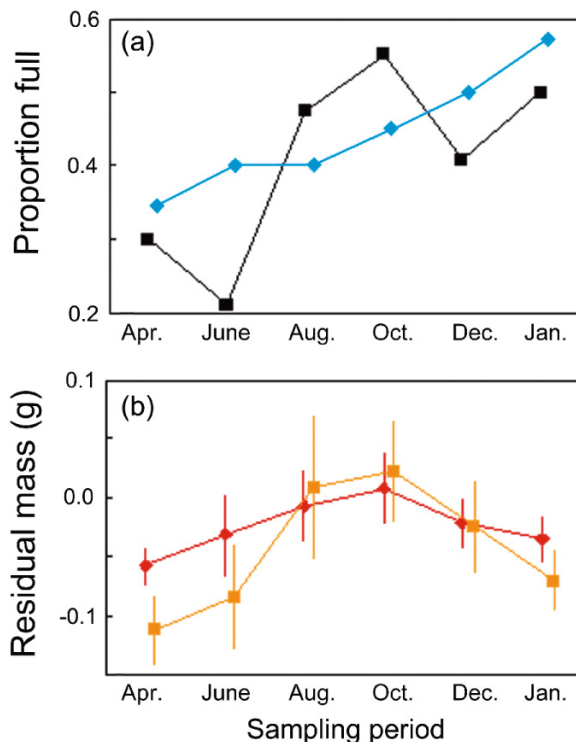 (a)
Proportion full
0.6
0.4
0.2
Apr. June Aug. Oct. Dec. Jan.
(b)
Residual mass (g)
0.1
0.0
-0.1
Apr. June Aug. Oct. Dec. Jan.
Sampling period